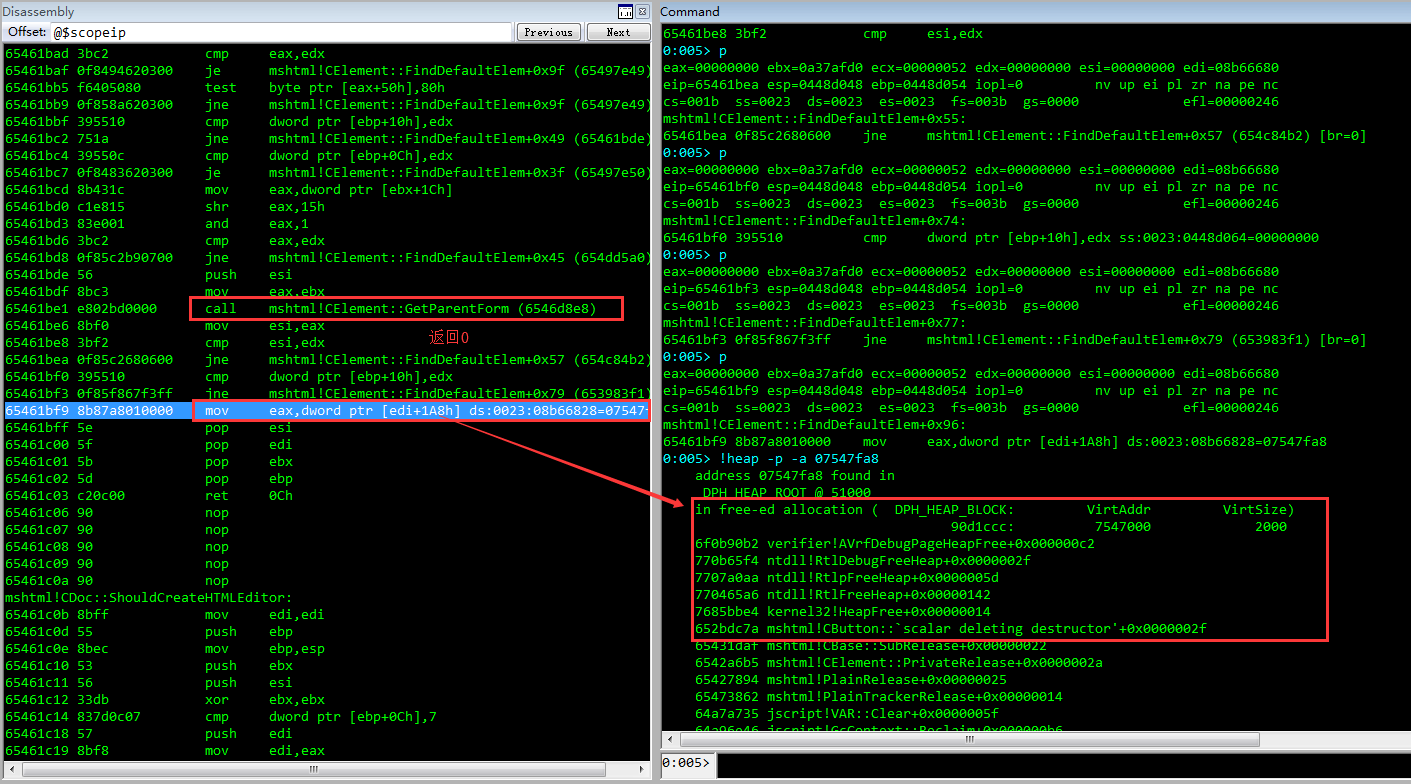 Disassembly
Offset: @$scopeip Previous Next
65461bad 3bc2 cmp eax,edx
65461baf 0f8494620300 je mshtml!CElement::FindDefaultElem+0x9f (65497e49)
65461bb5 f6405080 test byte ptr [eax+50h],80h
65461bb9 0f858a620300 jne mshtml!CElement::FindDefaultElem+0x9f (65497e49)
65461bbf 395510 cmp dword ptr [ebp+10h],edx
65461bc2 751a jne mshtml!CElement::FindDefaultElem+0x49 (65461bde)
65461bc4 39550c cmp dword ptr [ebp+0Ch],edx
65461bc7 0f8483620300 je mshtml!CElement::FindDefaultElem+0x3f (65497e50)
65461bcd 8b431c mov eax,dword ptr [ebx+1Ch]
65461bd0 c1e815 shr eax,15h
65461bd3 83e001 and eax,1
65461bd6 3bc2 cmp eax,edx
65461bd8 0f85c2b90700 jne mshtml!CElement::FindDefaultElem+0x45 (654dd5a0)
65461bde 56 push esi
65461bdf 8bc3 mov eax,ebx
65461be1 e802bd0000 call mshtml!CElement::GetParentForm (6546d8e8)
65461be6 8bf0 mov esi,eax
返回0
65461be8 3bf2 cmp esi,edx
65461bea 0f85c2680600 jne mshtml!CElement::FindDefaultElem+0x57 (654c84b2)
65461bf0 395510 cmp dword ptr [ebp+10h],edx
65461bf3 0f85f867f3ff jne mshtml!CElement::FindDefaultElem+0x79 (653983f1)
65461bf9 8b87a8010000 mov eax,dword ptr [edi+1A8h] ds:0023:08b66828=07547
65461bff 5e pop esi
65461c00 5f pop edi
65461c01 5b pop ebx
65461c02 5d pop ebp
65461c03 c20c00 ret 0Ch
65461c06 90 nop
65461c07 90 nop
65461c08 90 nop
65461c09 90 nop
65461c0a 90 nop
mshtml!CDoc::ShouldCreateHTMLEditor:
65461c0b 8bff mov edi,edi
65461c0d 55 push ebp
65461c0e 8bec mov ebp,esp
65461c10 53 push ebx
65461c11 56 push esi
65461c12 33db xor ebx,ebx
65461c14 837d0c07 cmp dword ptr [ebp+0Ch],7
65461c18 57 push edi
65461c19 8bf8 mov edi,eax
Command
65461be8 3bf2 cmp esi,edx
0:005> p
eax=00000000 ebx=0a37afd0 ecx=00000052 edx=00000000 esi=00000000 edi=08b66680
eip=65461bea esp=0448d048 ebp=0448d054 iopl=0 nv up ei pl zr na pe nc
cs=001b ss=0023 ds=0023 es=0023 fs=003b gs=0000 efl=00000246
mshtml!CElement::FindDefaultElem+0x55:
65461bea 0f85c2680600 jne mshtml!CElement::FindDefaultElem+0x57 (654c84b2) [br=0]
0:005> p
eax=00000000 ebx=0a37afd0 ecx=00000052 edx=00000000 esi=00000000 edi=08b66680
eip=65461bf0 esp=0448d048 ebp=0448d054 iopl=0 nv up ei pl zr na pe nc
cs=001b ss=0023 ds=0023 es=0023 fs=003b gs=0000 efl=00000246
mshtml!CElement::FindDefaultElem+0x74:
65461bf0 395510 cmp dword ptr [ebp+10h],edx ss:0023:0448d064=00000000
0:005> p
eax=00000000 ebx=0a37afd0 ecx=00000052 edx=00000000 esi=00000000 edi=08b66680
eip=65461bf3 esp=0448d048 ebp=0448d054 iopl=0 nv up ei pl zr na pe nc
cs=001b ss=0023 ds=0023 es=0023 fs=003b gs=0000 efl=00000246
mshtml!CElement::FindDefaultElem+0x77:
65461bf3 0f85f867f3ff jne mshtml!CElement::FindDefaultElem+0x79 (653983f1) [br=0]
0:005> p
eax=00000000 ebx=0a37afd0 ecx=00000052 edx=00000000 esi=00000000 edi=08b66680
eip=65461bf9 esp=0448d048 ebp=0448d054 iopl=0 nv up ei pl zr na pe nc
cs=001b ss=0023 ds=0023 es=0023 fs=003b gs=0000 efl=00000246
mshtml!CElement::FindDefaultElem+0x96:
65461bf9 8b87a8010000 mov eax,dword ptr [edi+1A8h] ds:0023:08b66828=07547fa8
0:005> !heap -p -a 07547fa8
address 07547fa8 found in
_DPH_HEAP_ROOT @ 51000
in free-ed allocation ( DPH_HEAP_BLOCK: VirtAddr VirtSize)
90d1ccc: 7547000 2000
6f0b90b2 verifier!AVrfDebugPageHeapFree+0x000000c2
770b65f4 ntdll!RtlDebugFreeHeap+0x0000002f
7707a0aa ntdll!RtlpFreeHeap+0x0000005d
770465a6 ntdll!RtlFreeHeap+0x00000142
7685bbe4 kernel32!HeapFree+0x00000014
652bdc7a mshtml!CButton::`scalar deleting destructor'+0x0000002f
65431daf mshtml!CBase::SubRelease+0x00000022
6542a6b5 mshtml!CElement::PrivateRelease+0x0000002a
65427894 mshtml!PlainRelease+0x00000025
65473862 mshtml!PlainTrackerRelease+0x00000014
64a7a735 jscript!VAR::Clear+0x0000005f
64a96e46 jscript!GcContext::Reclaim+0x000000b6
0:005>